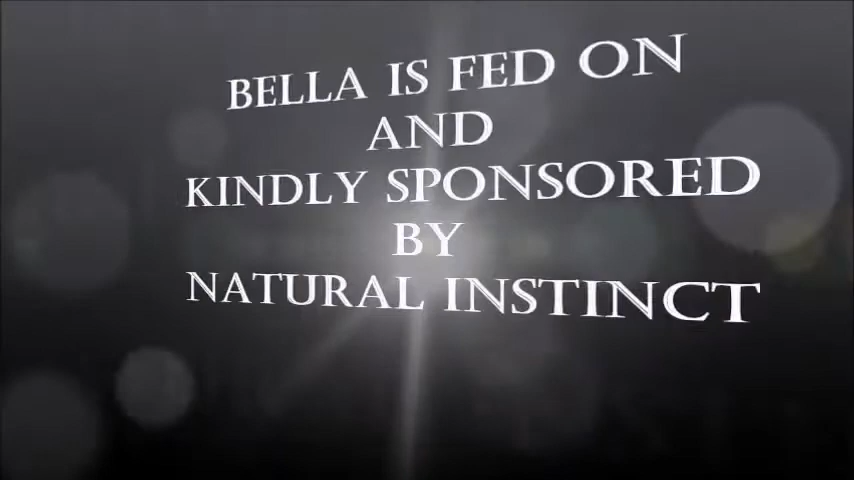 BELLA IS FED ON
AND
KINDLY SPONSORED
BY
NATURAL INSTINCT